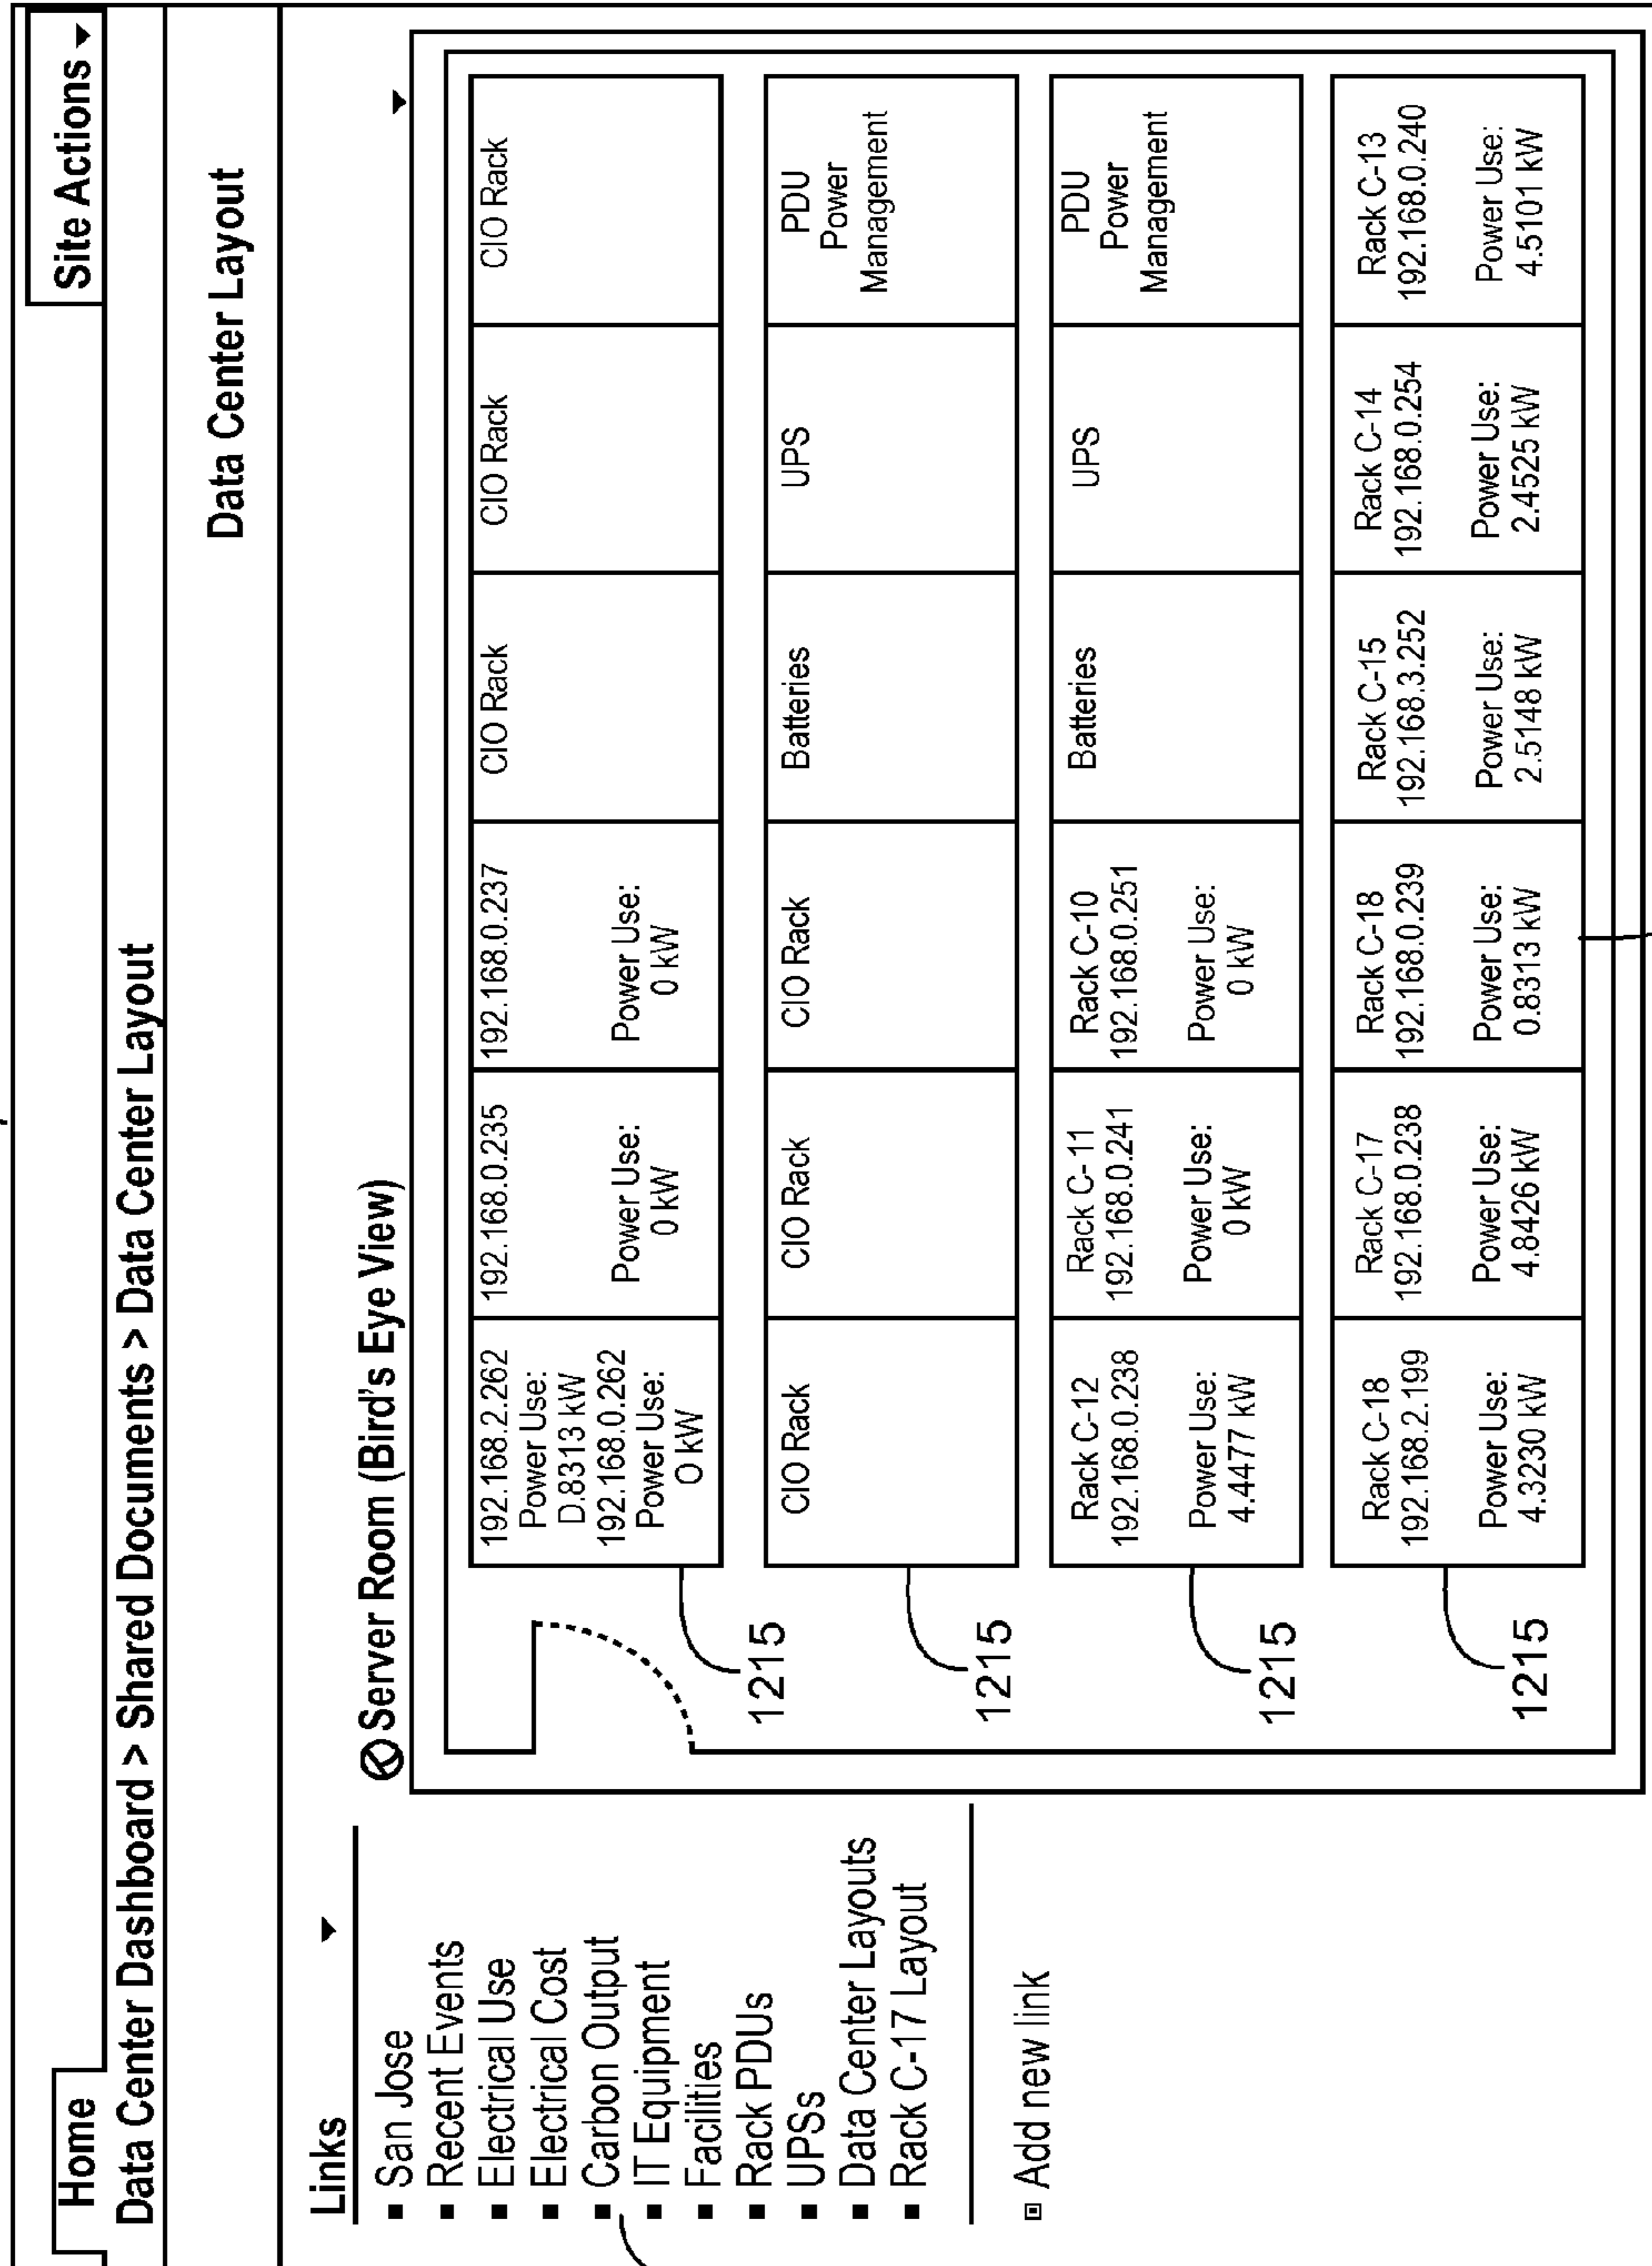 Home
Site Actions
Data Center Dashboard > Shared Documents > Data Center Layout
Data Center Layout
Links
San Jose
Recent Events
Electrical Use
Electrical Cost
Carbon Output
IT Equipment
Facilities
Rack PDUs
UPSs
Data Center Layouts
Rack C-17 Layout
Add new link
Server Room (Bird's Eye View)
192.168.2.262
Power Use:
D.8313 kW
192.168.0.262
Power Use:
O kW
192.168.0.235
Power Use:
0 kW
192.168.0.237
Power Use:
0 kW
CIO Rack
CIO Rack
CIO Rack
1215
CIO Rack
CIO Rack
CIO Rack
Batteries
UPS
PDU
Power
Management
1215
Rack C-12
192.168.0.238
Power Use:
4.4477 kW
Rack C-11
192.168.0.241
Power Use:
0 kW
Rack C-10
192.168.0.251
Power Use:
0 kW
Batteries
UPS
PDU
Power
Management
1215
Rack C-18
192.168.2.199
Power Use:
4.3230 kW
Rack C-17
192.168.0.238
Power Use:
4.8426 kW
Rack C-18
192.168.0.239
Power Use:
0.8313 kW
Rack C-15
192.168.3.252
Power Use:
2.5148 kW
Rack C-14
192.168.0.254
Power Use:
2.4525 kW
Rack C-13
192.168.0.240
Power Use:
4.5101 kW
1215